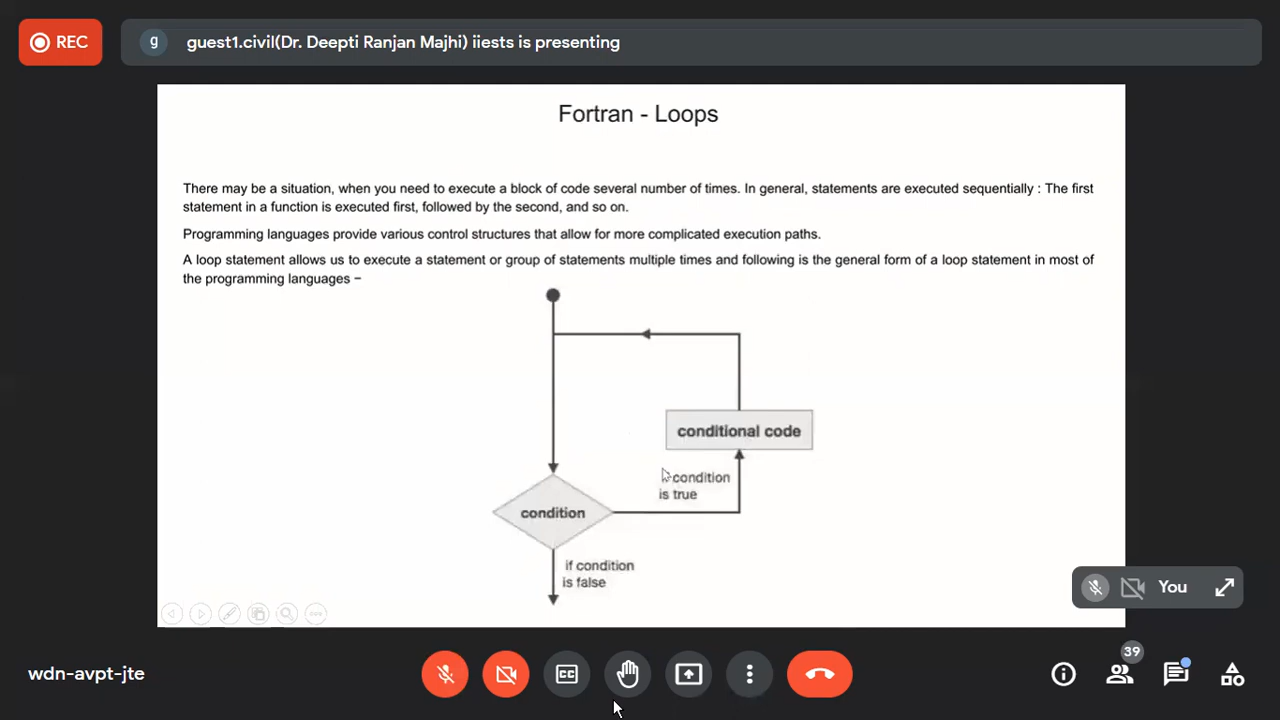 REC
g
guest1.civil(Dr. Deepti Ranjan Majhi) iiests is presenting
Fortran - Loops
There may be a situation, when you need to execute a block of code several number of times. In general, statements are executed sequentially : The first
statement in a function is executed first, followed by the second, and so on.
Programming languages provide various control structures that allow for more complicated execution paths.
A loop statement allows us to execute a statement or group of statements multiple times and following is the general form of a loop statement in most of
the programming languages −
conditional code
condition
is true
condition
if condition
is false
You
wdn-avpt-jte
CC
39